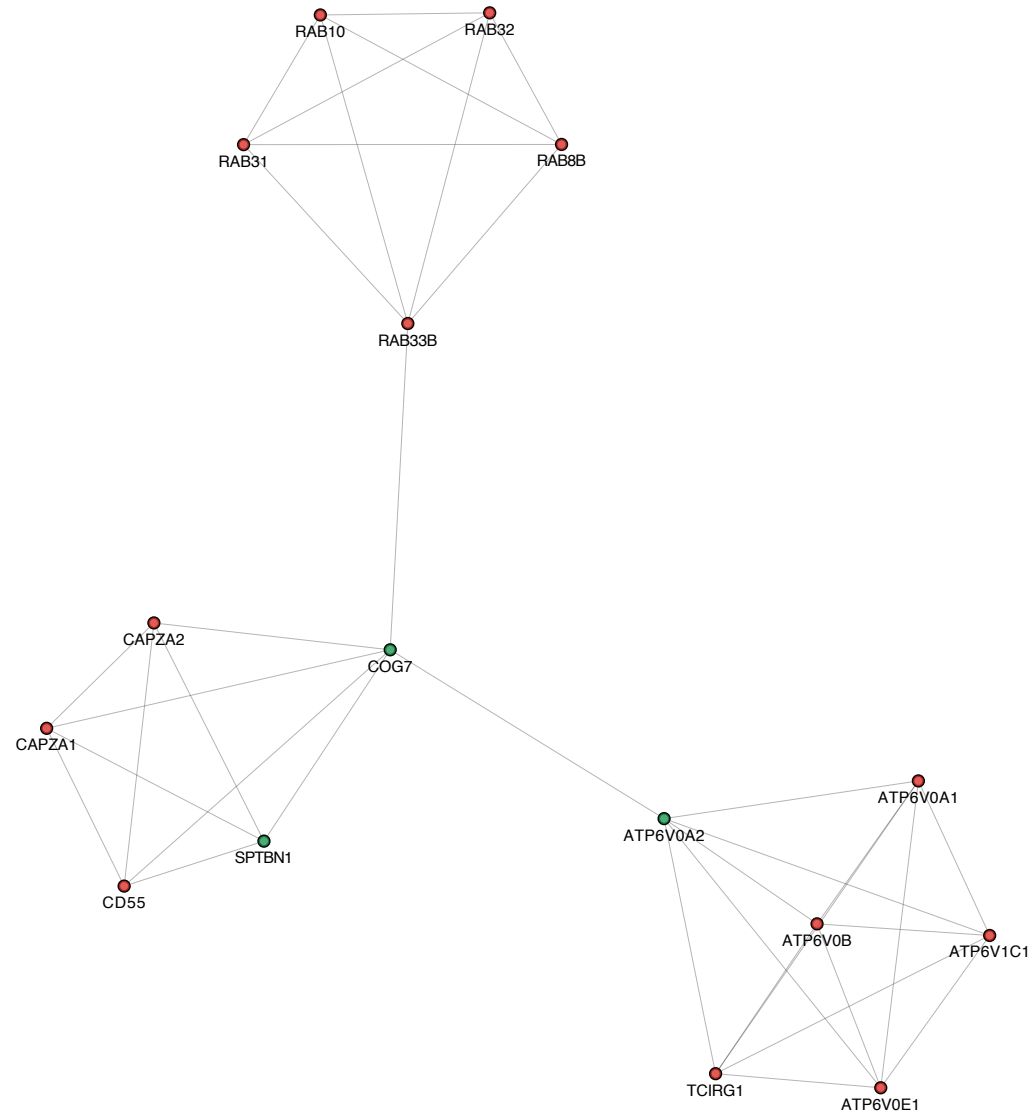 RAB10
RAB32
RAB31
RAB8B
RAB33B
CAPZA2
COG7
CAPZA1
ATP6V0A1
ATP6V0A2
SPTBN1
CD55
ATP6V0B
ATP6V1C1
TCIRG1
ATP6V0E1